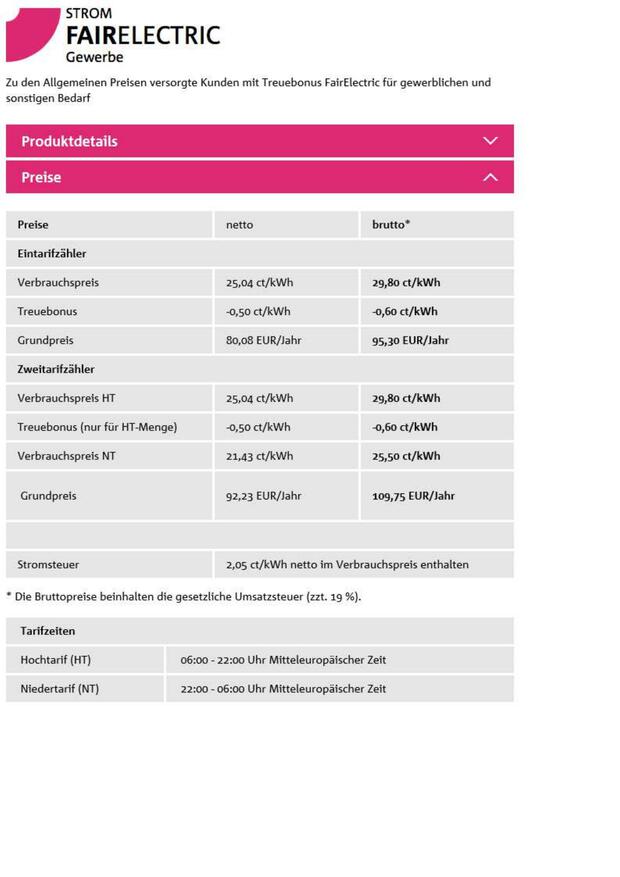 STROM
FAIRELECTRIC
Gewerbe
Zu den Allgemeinen Preisen versorgte Kunden mit Treuebonus FairElectric für gewerblichen und
sonstigen Bedarf
Produktdetails
Preise
Preise netto brutto*
Eintarifzähler
Verbrauchspreis 25,04 ct/kWh 29,80 ct/kWh
Treuebonus -0,50 ct/kWh -0,60 ct/kWh
Grundpreis 80,08 EUR/Jahr 95,30 EUR/Jahr
Zweitarifzähler
Verbrauchspreis HT 25,04 ct/kWh 29,80 ct/kWh
Treuebonus (nur für HT-Menge) -0,50 ct/kWh -0,60 ct/kWh
Verbrauchspreis NT 21,43 ct/kWh 25,50 ct/kWh
Grundpreis 92,23 EUR/Jahr 109,75 EUR/Jahr
Stromsteuer 2,05 ct/kWh netto im Verbrauchspreis enthalten
* Die Bruttopreise beinhalten die gesetzliche Umsatzsteuer (zzt. 19 %).
Tarifzeiten
Hochtarif (HT) 06:00 - 22:00 Uhr Mitteleuropäischer Zeit
Niedertarif (NT) 22:00 - 06:00 Uhr Mitteleuropäischer Zeit